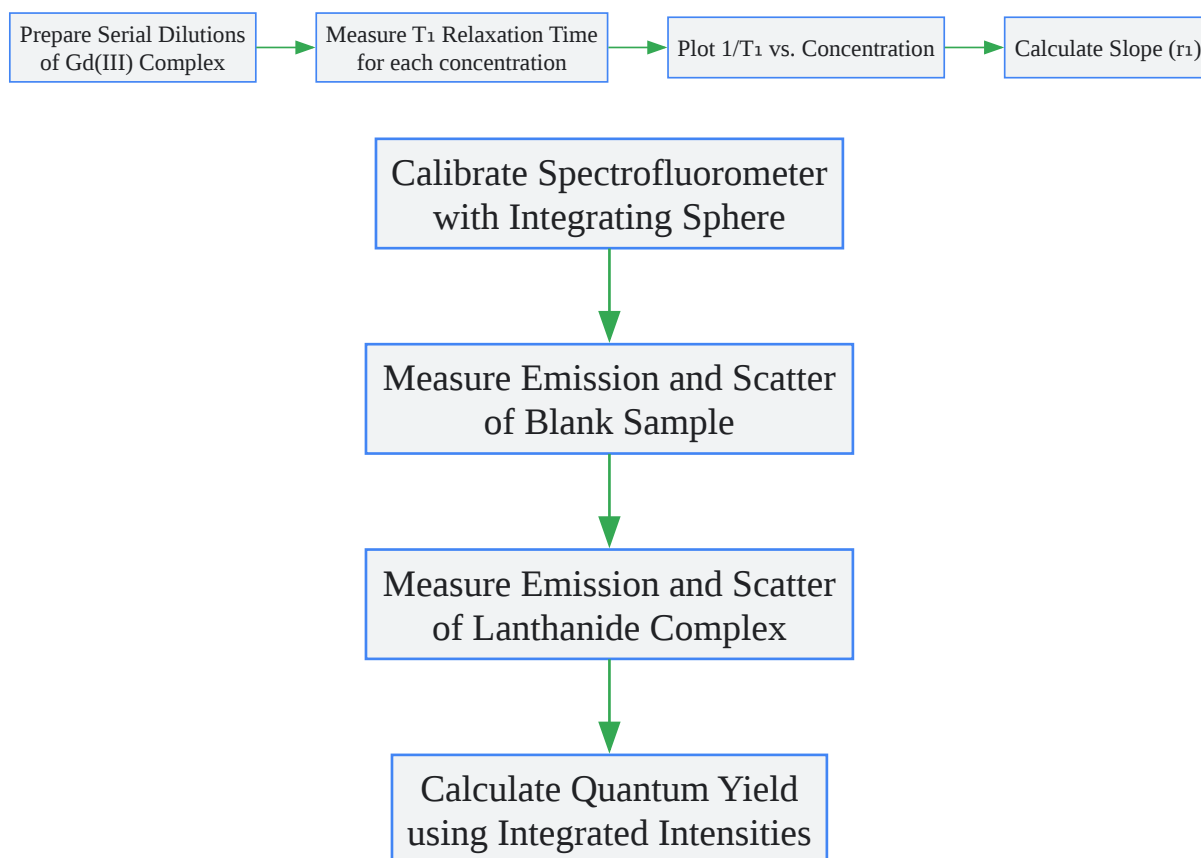 Prepare Serial Dilutions
of Gd(III) Complex
Measure T₁ Relaxation Time
for each concentration
Plot 1/T₁ vs. Concentration
Calculate Slope (r₁)
Calibrate Spectrofluorometer
with Integrating Sphere
Measure Emission and Scatter
of Blank Sample
Measure Emission and Scatter
of Lanthanide Complex
Calculate Quantum Yield
using Integrated Intensities